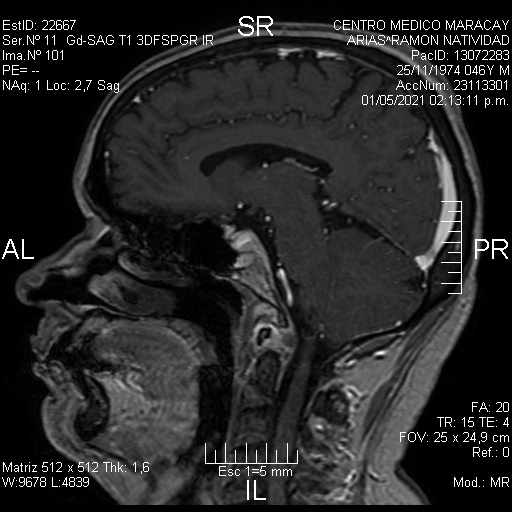 EstID: 22667
Ser.Nº 11 Gd-SAG T1 3DFSPGR IR
Ima.Nº 101
PE= --
NAq: 1 Loc: 2,7 Sag
SR
CENTRO MEDICO MARACAY
ARIAS^RAMON NATIVIDAD
PacID: 13072283
25/11/1974 046Y M
AccNum: 23113301
01/05/2021 02:13:11 p.m.
AL
PR
FA: 20
TR: 15 TE: 4
FOV: 25 x 24,9 cm
Ref.: 0
Matriz 512 x 512 Thk: 1,6
W:9678 L:4839
Esc 1=5 mm
IL
Mod.: MR